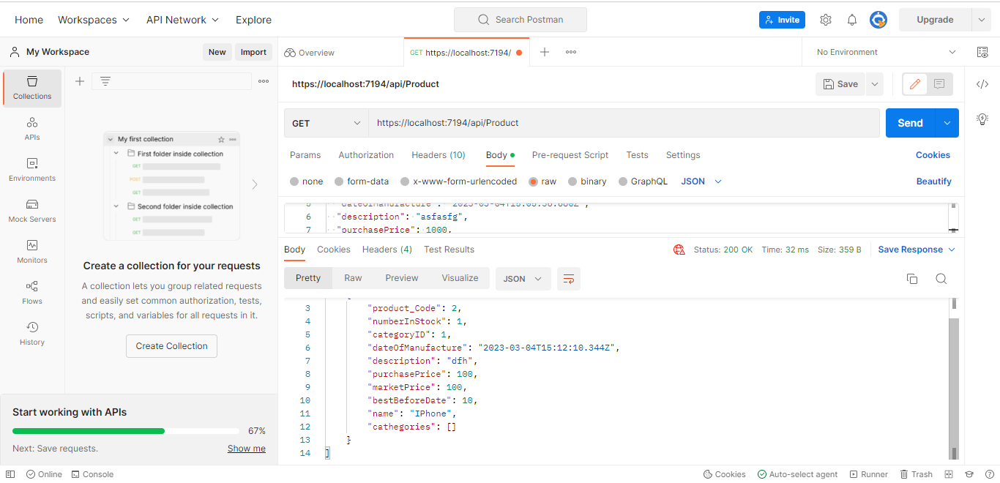 Home Workspaces API Network Explore Search Postman Invite Upgrade
My Workspace New Import Overview GET https://localhost:7194/ No Environment
https://localhost:7194/api/Product Save
Collections
APIs
Environments
Mock Servers
Monitors
Flows
History
My first collection
First folder inside collection
GET
POST
GET
Second folder inside collection
GET
GET
Create a collection for your requests
A collection lets you group related requests
and easily set common authorization, tests,
scripts, and variables for all requests in it.
Create Collection
Start working with APIs
67%
Next: Save requests. Show me
GET https://localhost:7194/api/Product Send
Params Authorization Headers (10) Body Pre-request Script Tests Settings Cookies
none form-data x-www-form-urlencoded raw binary GraphQL JSON Beautify
6 "description": "asfasfg",
7 "purchasePrice": 1000,
Body Cookies Headers (4) Test Results Status: 200 OK Time: 32 ms Size: 359 B Save Response
Pretty Raw Preview Visualize JSON
3 "product_Code": 2,
4 "numberInStock": 1,
5 "categoryID": 1,
6 "dateOfManufacture": "2023-03-04T15:12:10.344Z",
7 "description": "dfh",
8 "purchasePrice": 100,
9 "marketPrice": 100,
10 "bestBeforeDate": 10,
11 "name": "IPhone",
12 "cathegories": []
13 }
14 ]
Online Console Cookies Auto-select agent Runner Trash